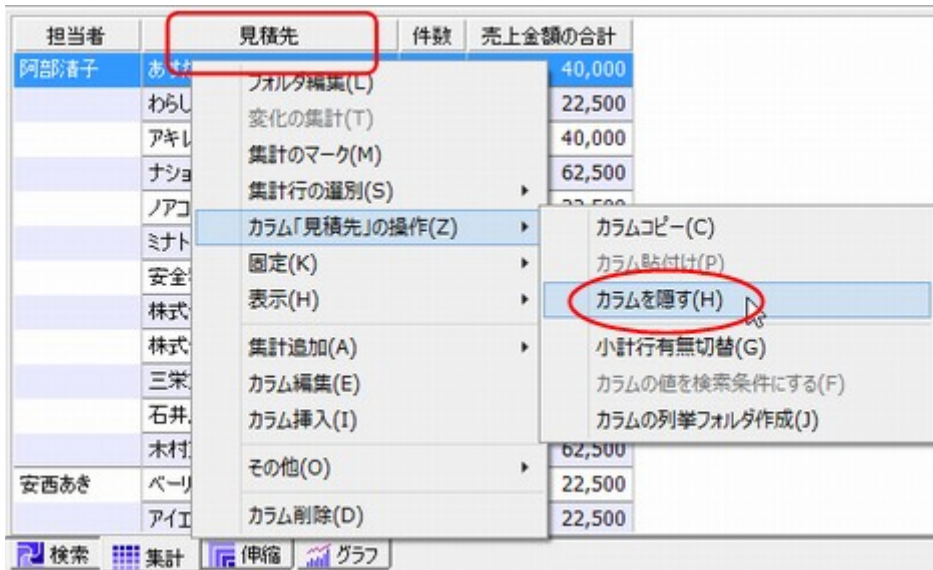 担当者 見積先 件数 売上金額の合計
阿部清子 40,000
フォルダ編集(L)
わらし 22,500
変化の集計(T)
アキレ 40,000
集計のマーク(M)
ナショ 62,500
集計行の選別(S)
ノアコ
カラム「見積先」の操作(Z)
カラムコピー(C)
ミナト
固定(K)
カラム貼付け(P)
安全
表示(H)
カラムを隠す(H)
株式
集計追加(A)
小計行有無切替(G)
株式
カラム編集(E)
カラムの値を検索条件にする(F)
三栄
カラム挿入(I)
カラムの列挙フォルダ作成(J)
石井
木村 62,500
その他(O)
安西あき ベーリ 22,500
カラム削除(D)
アイエ 22,500
検索 集計 伸縮 グラフ